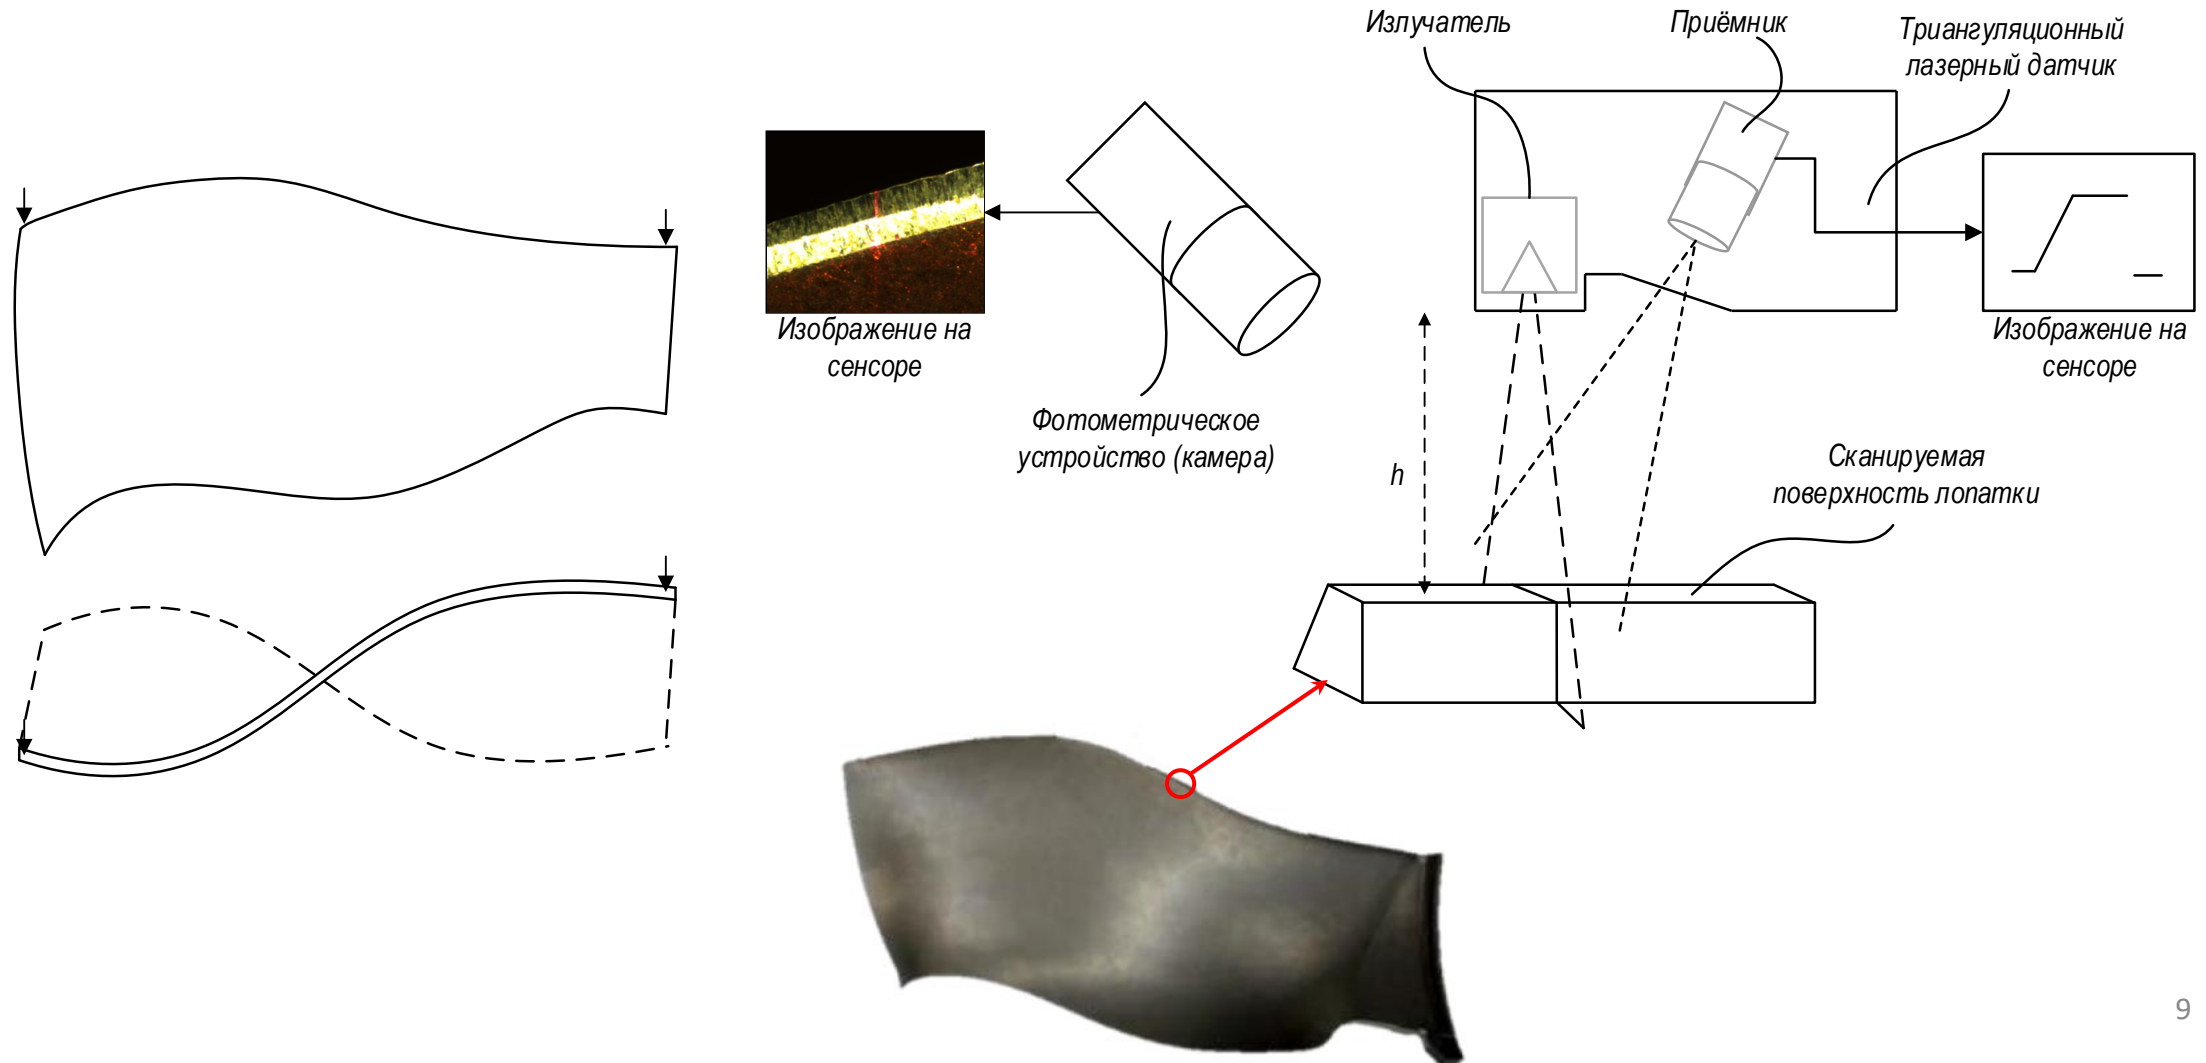 Излучатель
Приёмник
Триангуляционный
лазерный датчик
Изображение на
сенсоре
Фотометрическое
устройство (камера)
h
Изображение на
сенсоре
Сканируемая
поверхность лопатки
9